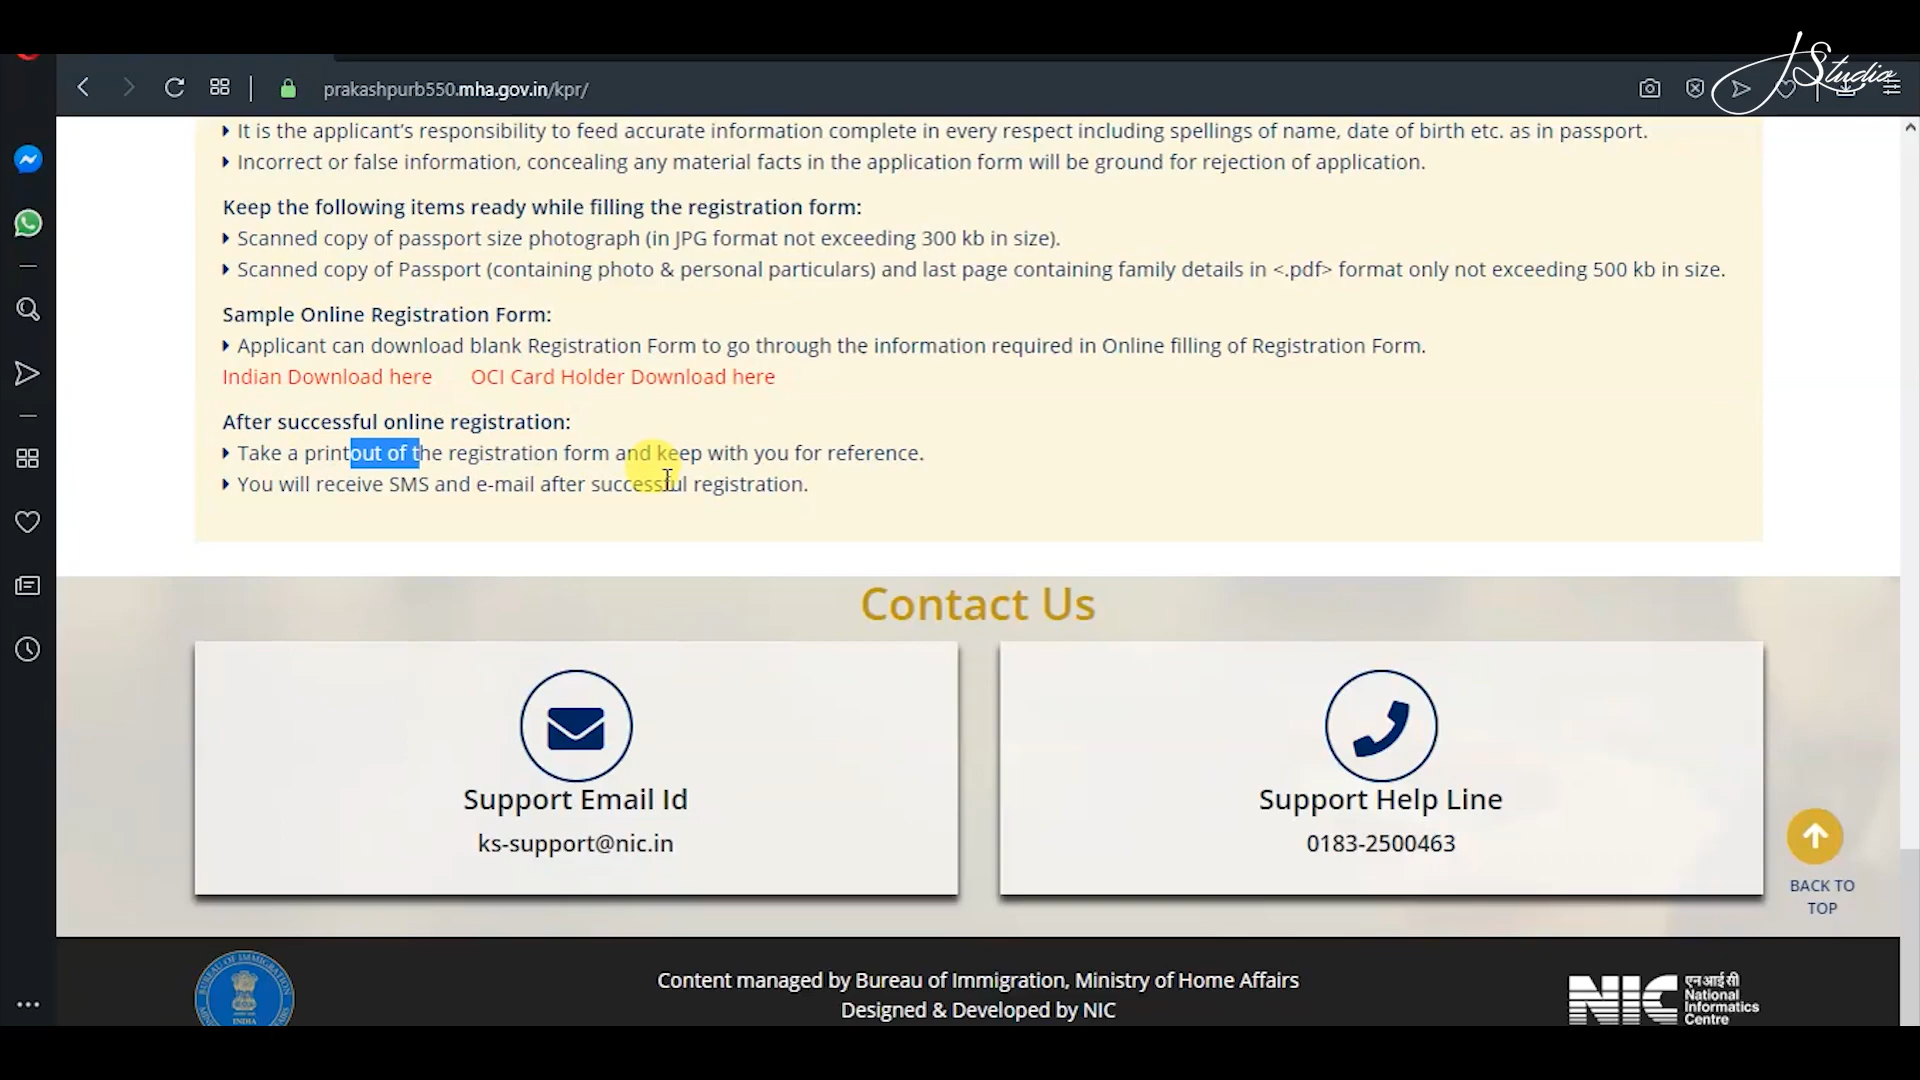 J Studio
prakashpurb550.mha.gov.in/kpr/
It is the applicant's responsibility to feed accurate information complete in every respect including spellings of name, date of birth etc. as in passport.
Incorrect or false information, concealing any material facts in the application form will be ground for rejection of application.
Keep the following items ready while filling the registration form:
Scanned copy of passport size photograph (in JPG format not exceeding 300 kb in size).
Scanned copy of Passport (containing photo & personal particulars) and last page containing family details in <.pdf> format only not exceeding 500 kb in size.
Sample Online Registration Form:
Applicant can download blank Registration Form to go through the information required in Online filling of Registration Form.
Indian Download here OCI Card Holder Download here
After successful online registration:
Take a printout of the registration form and keep with you for reference.
You will receive SMS and e-mail after successful registration.
Contact Us
Support Email Id
ks-support@nic.in
Support Help Line
0183-2500463
BACK TO
TOP
BUREAU OF IMMIGRATION
INDIA
Content managed by Bureau of Immigration, Ministry of Home Affairs
Designed & Developed by NIC
NIC
एन आई सी
National
Informatics
Centre